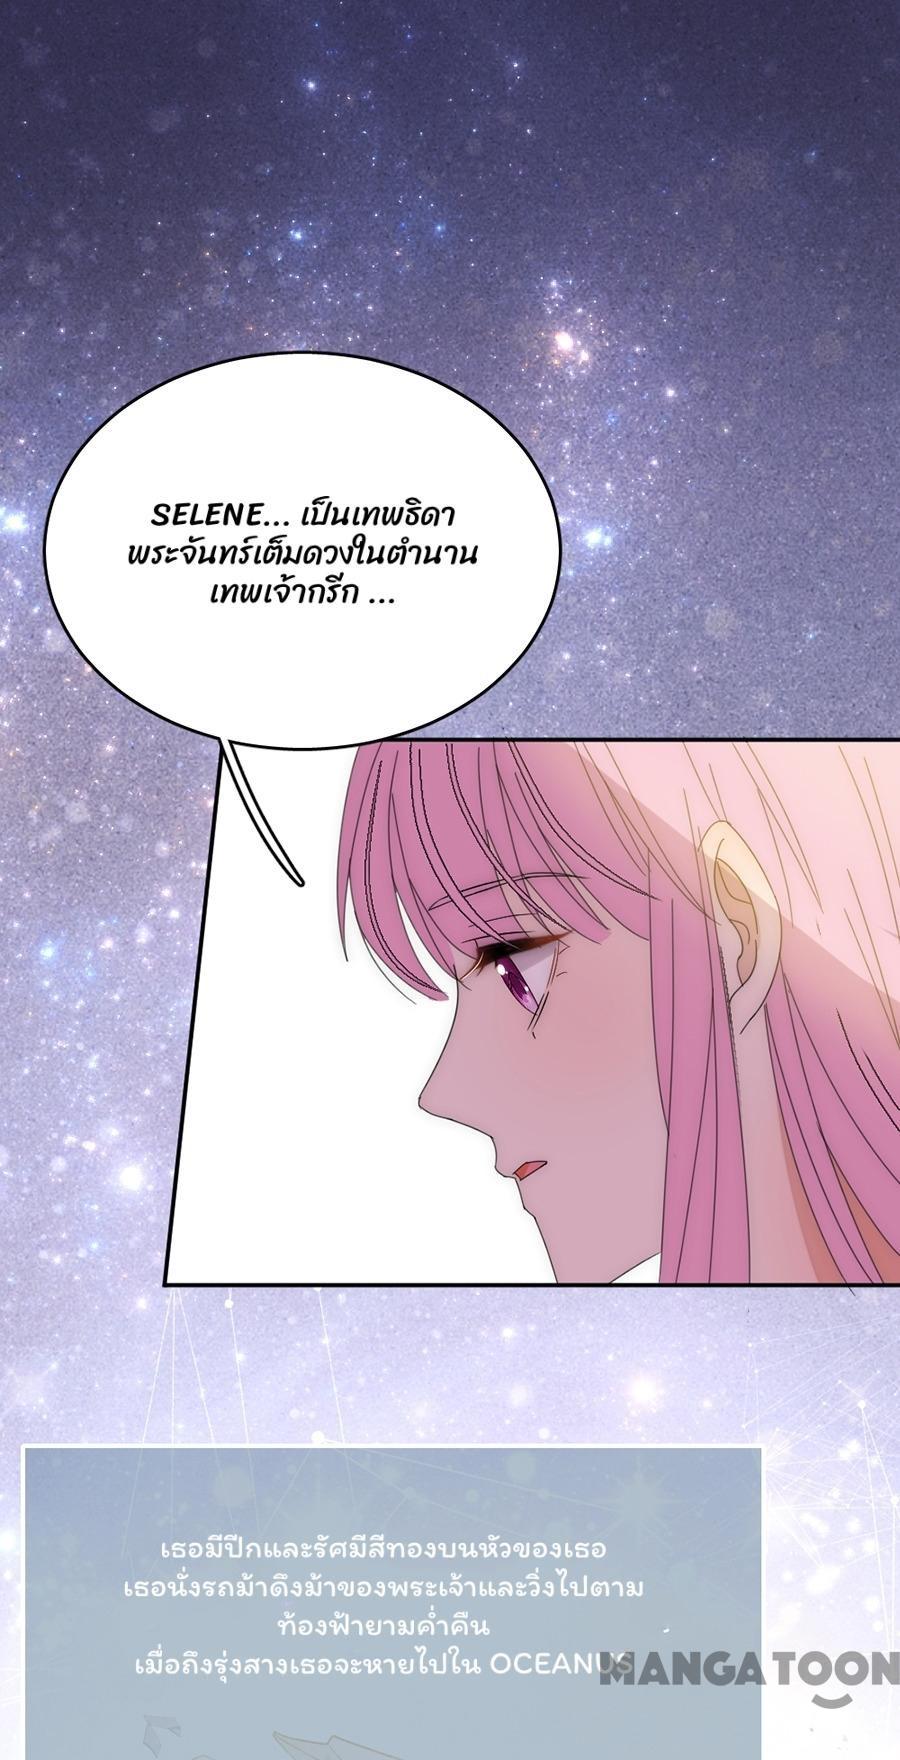 SELENE... เป็นเทพธิดา
พระจันทร์เต็มดวงในตำนาน
เทพเจ้ากรีก ...
เธอมีปีกและรัศมีสีทองบนหัวของเธอ
เธอนั่งรถม้าดึงม้าของพระเจ้าและวิ่งไปตาม
ท้องฟ้ายามค่ำคืน
เมื่อถึงรุ่งสางเธอจะหายไปใน OCEANUS
MANGATOON